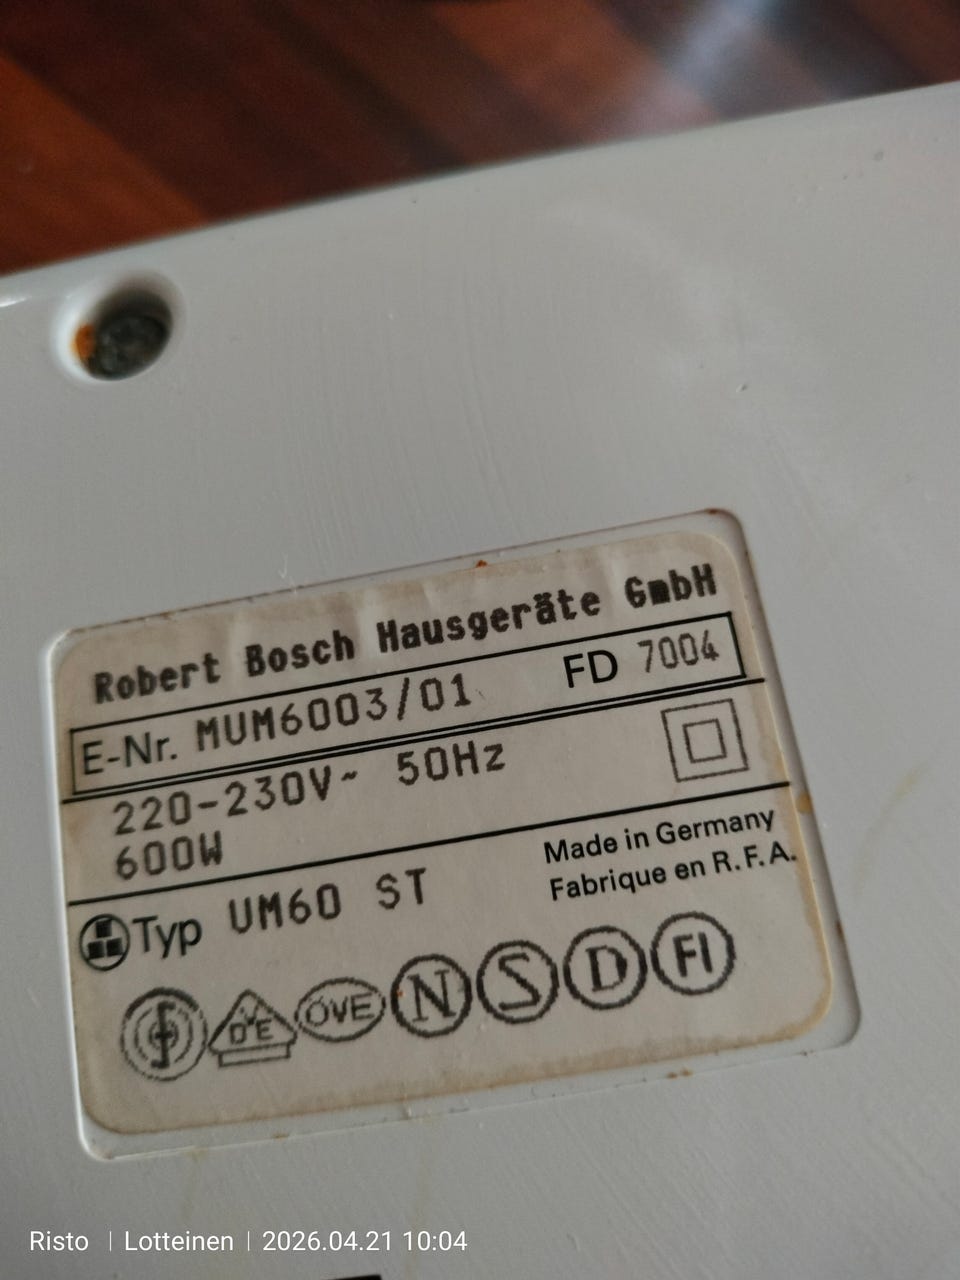 Robert Bosch Hausgeräte GmbH
E-Nr. MUM6003/01 FD 7004
220-230V~ 50Hz
600W
Made in Germany
Fabrique en R.F.A.
Typ UM60 ST
DVE ÖVE N S D FI
Risto | Lotteinen | 2026.04.21 10:04